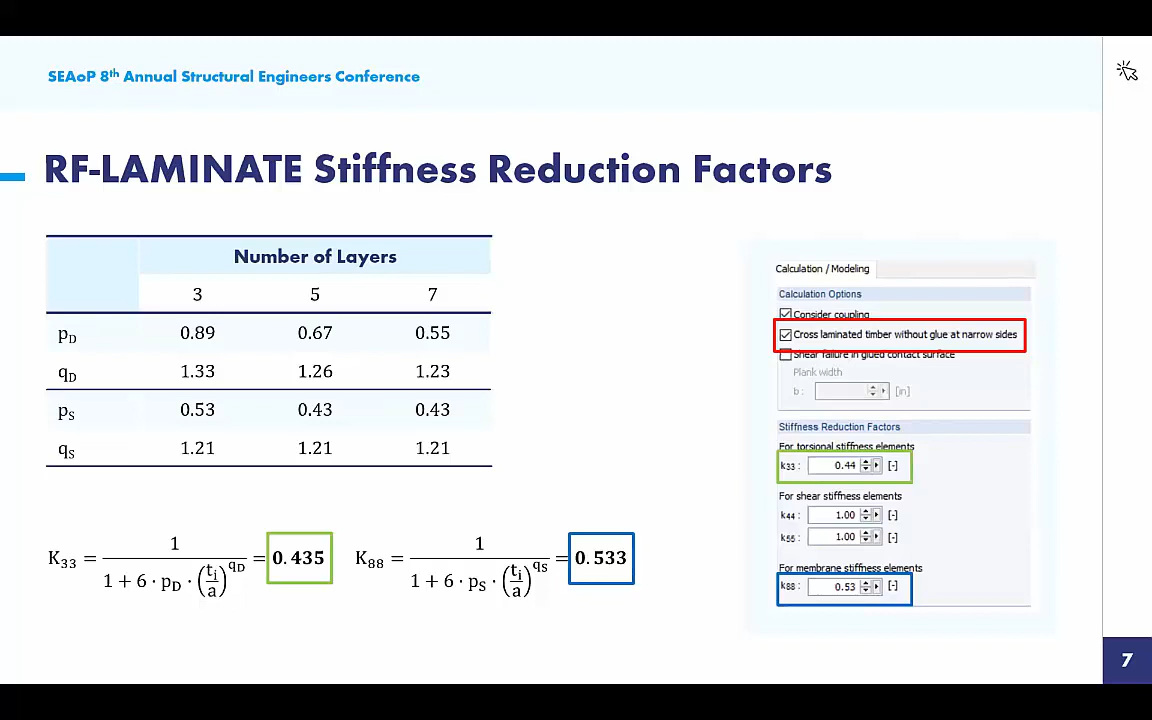 SEAoP 8th Annual Structural Engineers Conference
RF-LAMINATE Stiffness Reduction Factors
Number of Layers
3 5 7
pD 0.89 0.67 0.55
qD 1.33 1.26 1.23
pS 0.53 0.43 0.43
qS 1.21 1.21 1.21
K33 = 1 / (1 + 6 · pD · (ti/a)^qD) = 0.435
K88 = 1 / (1 + 6 · pS · (ti/a)^qS) = 0.533
Calculation / Modeling
Calculation Options
Consider coupling
Cross laminated timber without glue at narrow sides
Shear failure in glued contact surface
Plank width
b : [in]
Stiffness Reduction Factors
For torsional stiffness elements
k33 : 0.44 [-]
For shear stiffness elements
k44 : 1.00 [-]
k55 : 1.00 [-]
For membrane stiffness elements
k88 : 0.53 [-]
7